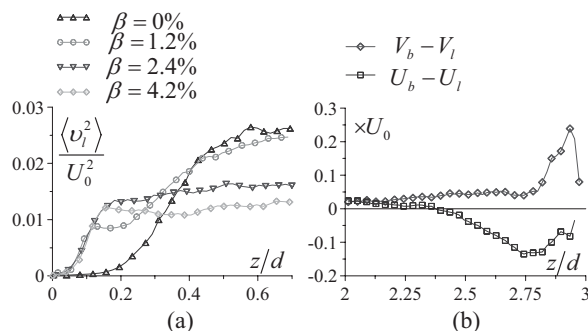 β = 0%
β = 1.2%
β = 2.4%
β = 4.2%
V_b – V_l
U_b – U_l
0.03
⟨υ_l^2⟩
U_0^2
0.02
0.01
0
0
0.2
0.4
0.6
z/d
(a)
0.3
×U_0
0.2
0.1
0
-0.1
-0.2
2
2.25
2.5
2.75
3
z/d
(b)